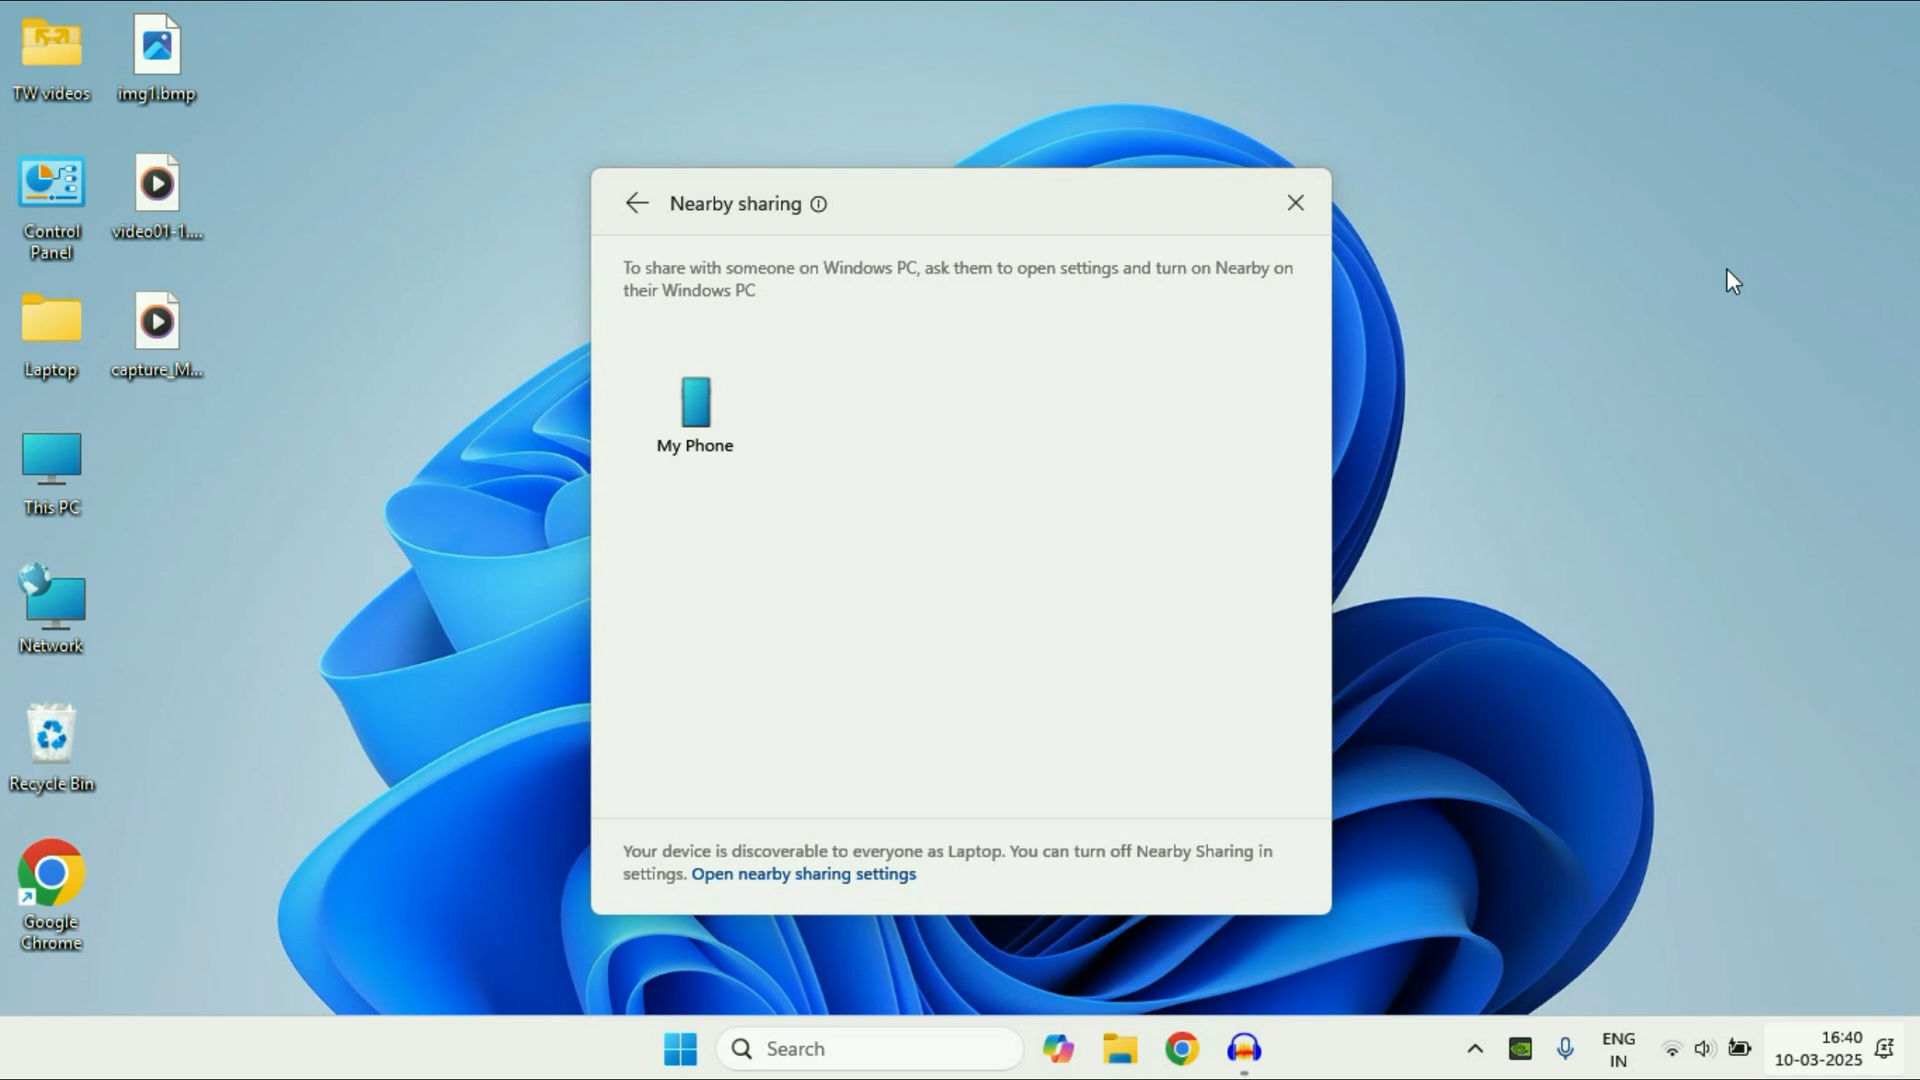 TW videos
img1.bmp
Control
Panel
video01-1....
Laptop
capture_M...
This PC
Network
Recycle Bin
Google
Chrome
Nearby sharing
To share with someone on Windows PC, ask them to open settings and turn on Nearby on
their Windows PC
My Phone
Your device is discoverable to everyone as Laptop. You can turn off Nearby Sharing in
settings. Open nearby sharing settings
Search
ENG
IN
16:40
10-03-2025